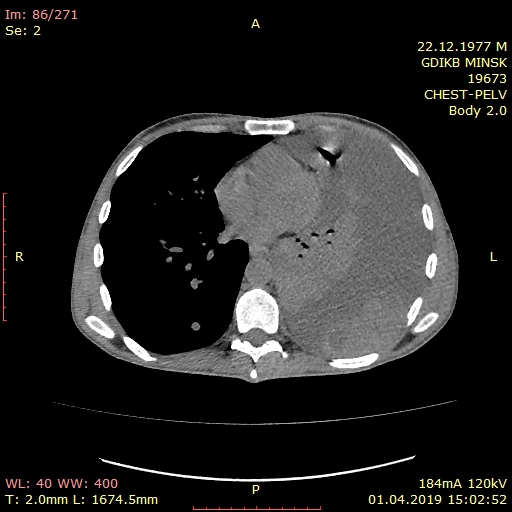 Im: 86/271
Se: 2
A
22.12.1977 M
GDIKB MINSK
19673
CHEST-PELV
Body 2.0
R
L
WL: 40 WW: 400
T: 2.0mm L: 1674.5mm
P
184mA 120kV
01.04.2019 15:02:52